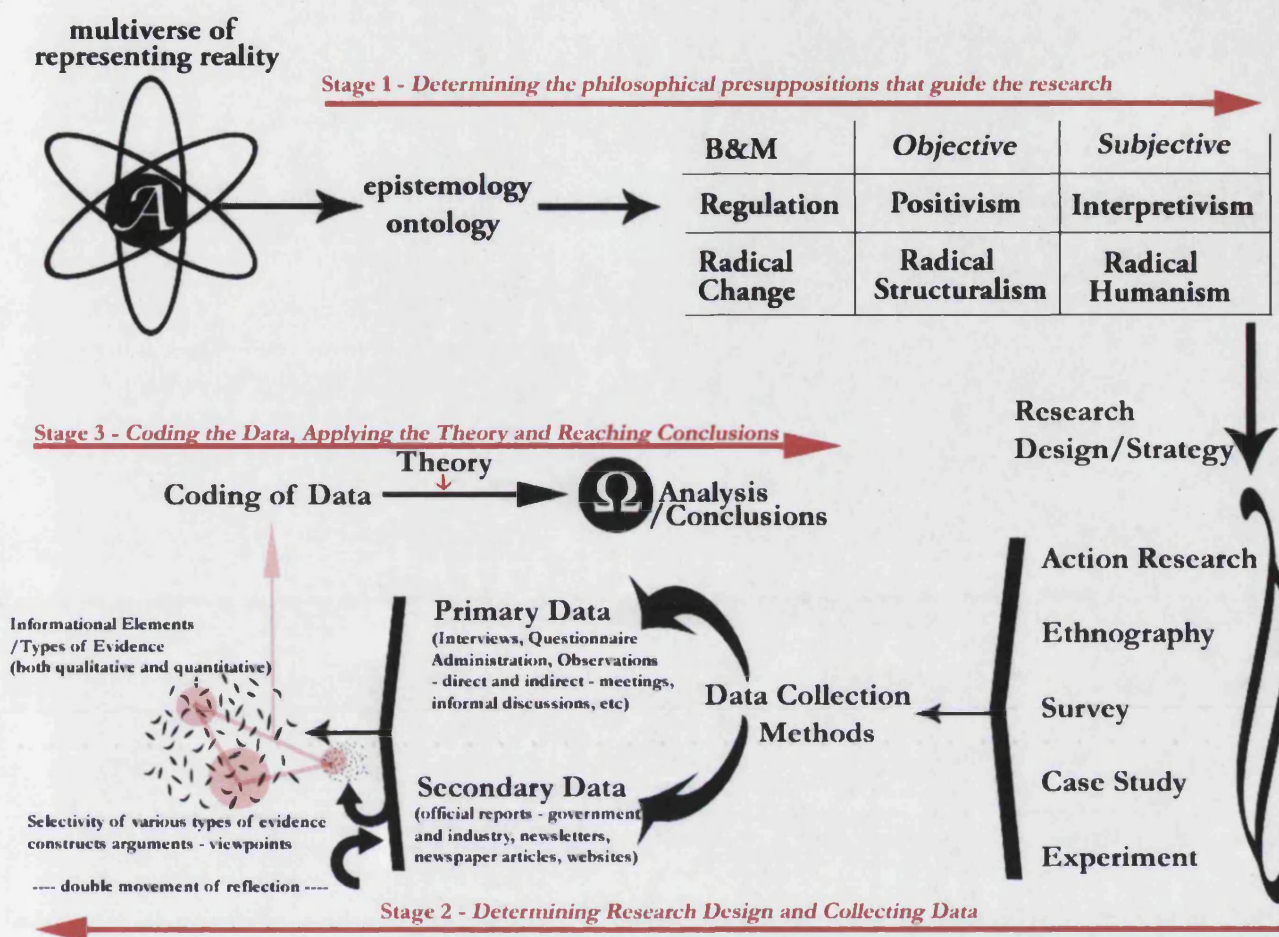 multiverse of
representing reality
Stage 1 - Determining the philosophical presuppositions that guide the research
A
epistemology
ontology
B&M Objective Subjective
Regulation Positivism Interpretivism
Radical Radical Radical
Change Structuralism Humanism
Research
Design/Strategy
Action Research
Ethnography
Survey
Case Study
Experiment
Data Collection
Methods
Primary Data
(Interviews, Questionnaire
Administration, Observations
- direct and indirect - meetings,
informal discussions, etc)
Secondary Data
(official reports - government
and industry, newsletters,
newspaper articles, websites)
Informational Elements
/Types of Evidence
(both qualitative and quantitative)
Selectivity of various types of evidence
constructs arguments - viewpoints
---- double movement of reflection ----
Stage 2 - Determining Research Design and Collecting Data
Stage 3 - Coding the Data, Applying the Theory and Reaching Conclusions
Theory
Coding of Data
Ω
Analysis
/Conclusions